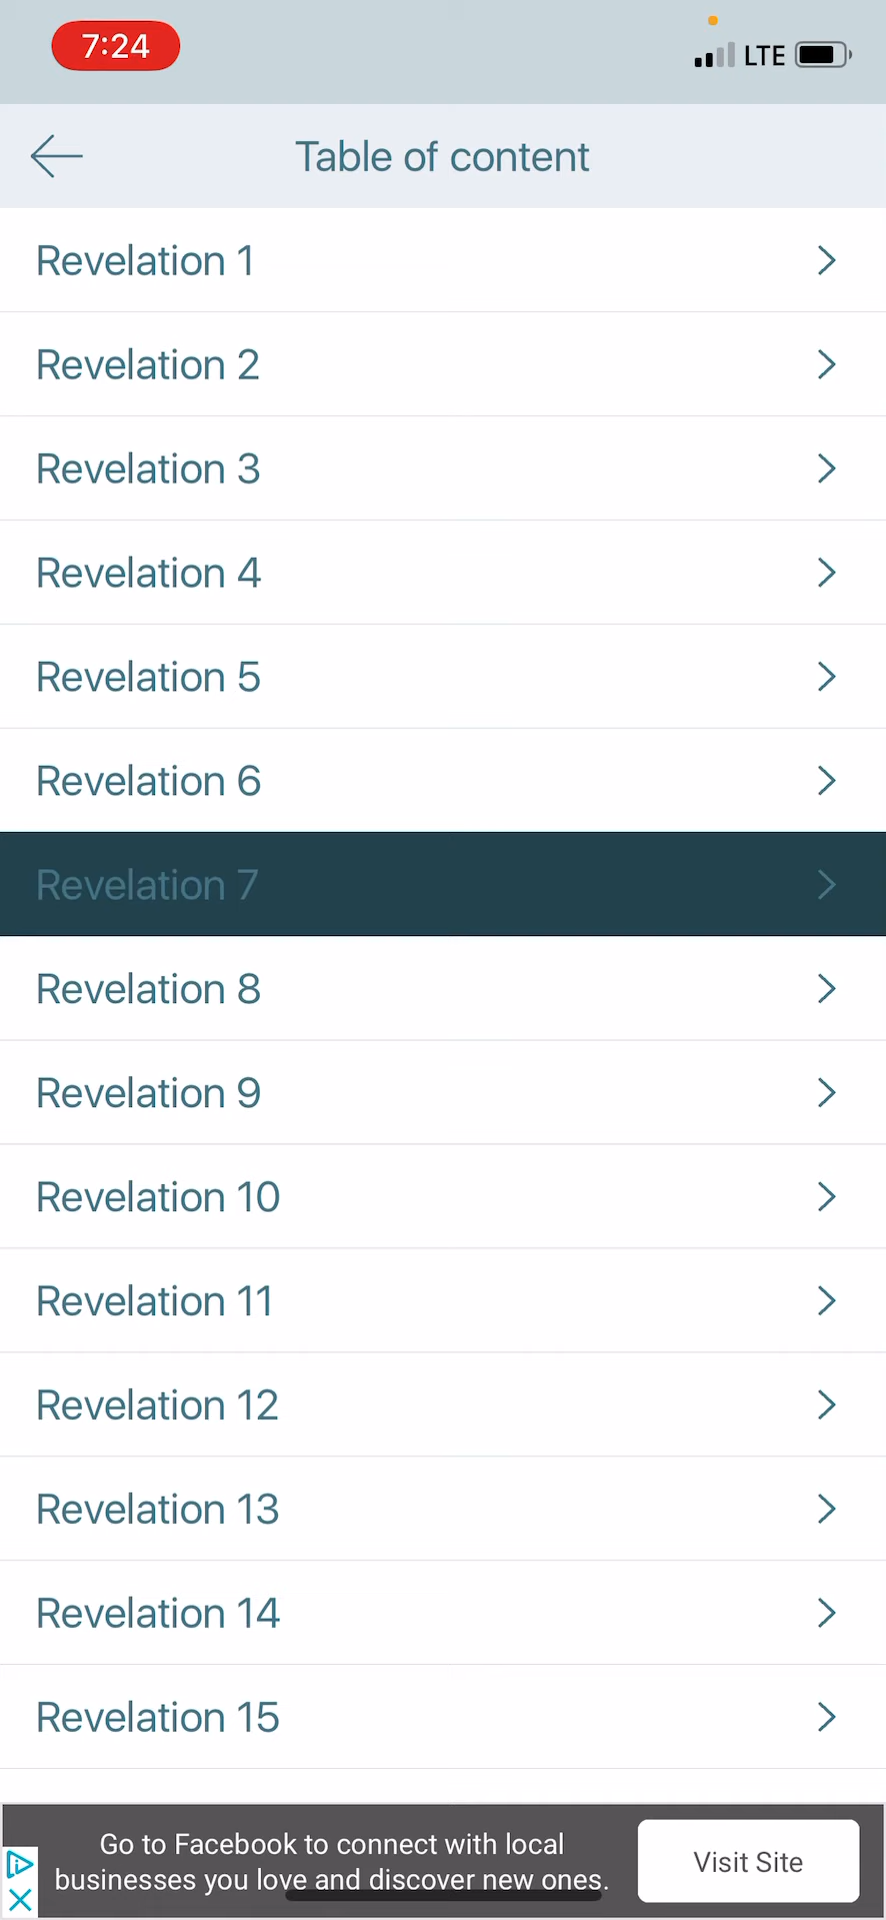 7:24
LTE
Table of content
Revelation 1
Revelation 2
Revelation 3
Revelation 4
Revelation 5
Revelation 6
Revelation 7
Revelation 8
Revelation 9
Revelation 10
Revelation 11
Revelation 12
Revelation 13
Revelation 14
Revelation 15
Go to Facebook to connect with local
businesses you love and discover new ones.
Visit Site